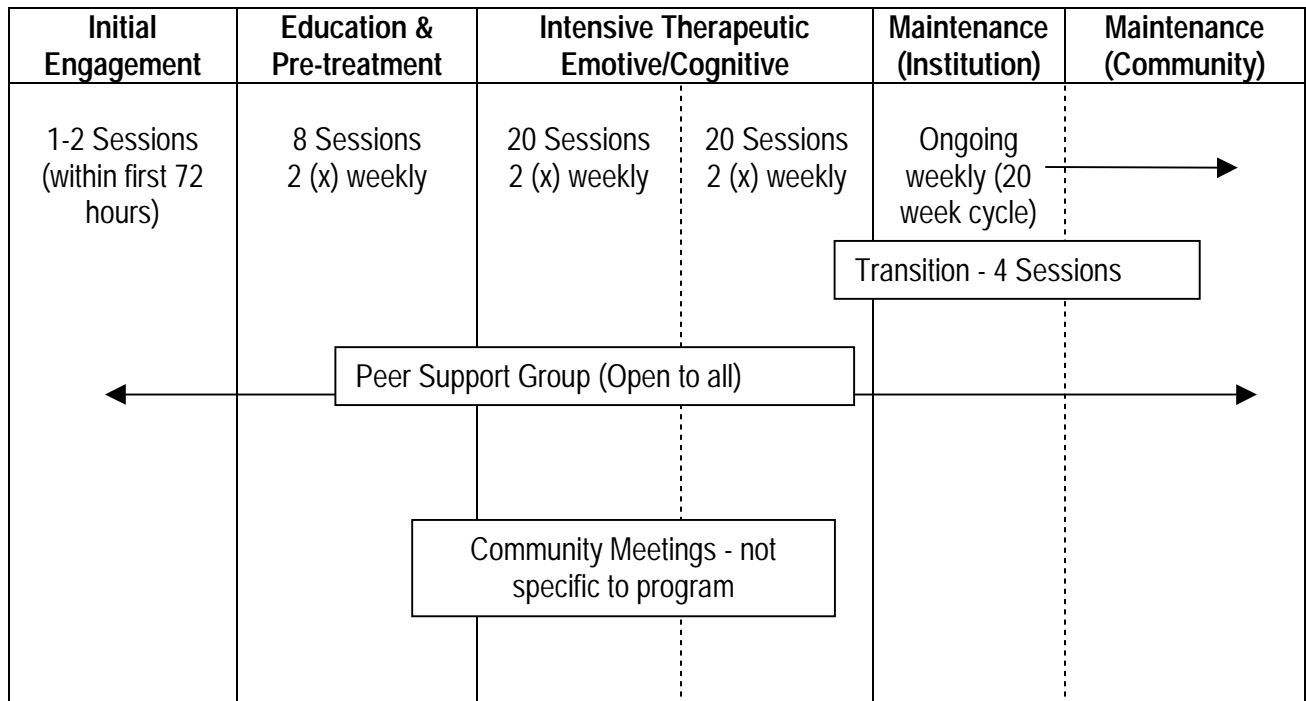 Initial
Engagement
Education &
Pre-treatment
Intensive Therapeutic
Emotive/Cognitive
Maintenance
(Institution)
Maintenance
(Community)
1-2 Sessions
(within first 72
hours)
8 Sessions
2 (x) weekly
20 Sessions
2 (x) weekly
20 Sessions
2 (x) weekly
Ongoing
weekly (20
week cycle)
Transition - 4 Sessions
Peer Support Group (Open to all)
Community Meetings - not
specific to program